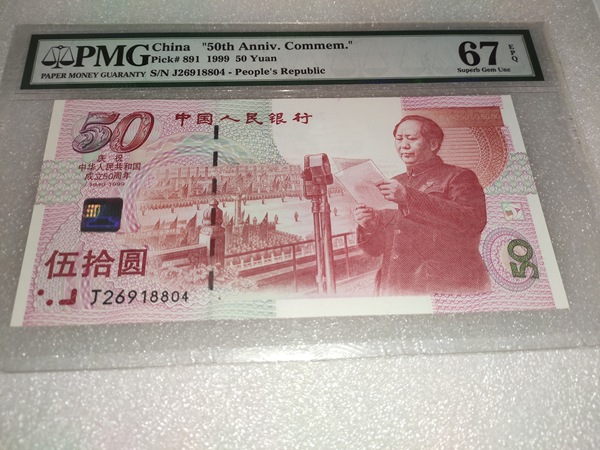 PMG
PAPER MONEY GUARANTY
China "50th Anniv. Commem."
Pick# 891 1999 50 Yuan
S/N J26918804 - People's Republic
67 EPQ
Superb Gem Unc
50
中国人民银行
庆祝
中华人民共和国
成立50周年
1949-1999
伍拾圆
J26918804
50